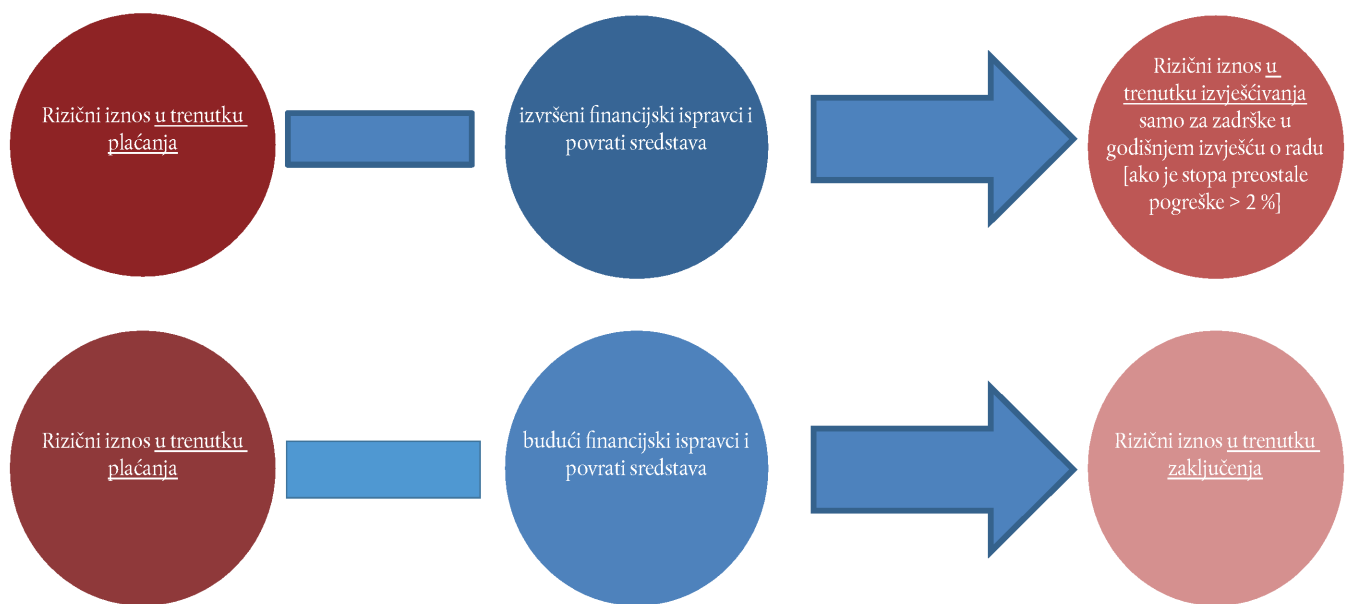 Rizični iznos u trenutku
plaćanja
izvršeni financijski ispravci i
povrati sredstava
Rizični iznos u
trenutku izvješćivanja
samo za zadrške u
godišnjem izvješću o radu
[ako je stopa preostale
pogreške > 2 %]
Rizični iznos u trenutku
plaćanja
budući financijski ispravci i
povrati sredstava
Rizični iznos u trenutku
zaključenja